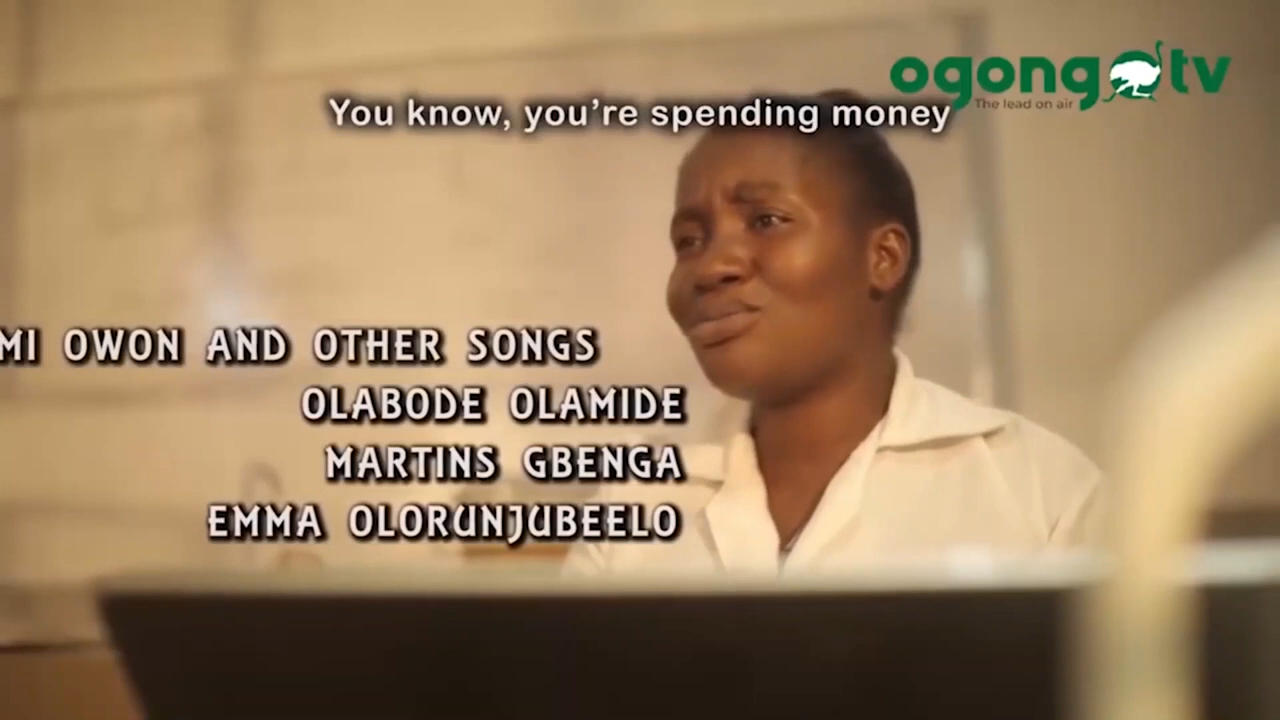 ogong tv
The lead on air
You know, you're spending money
MI OWON AND OTHER SONGS
OLABODE OLAMIDE
MARTINS GBENGA
EMMA OLORUNJUBEELO